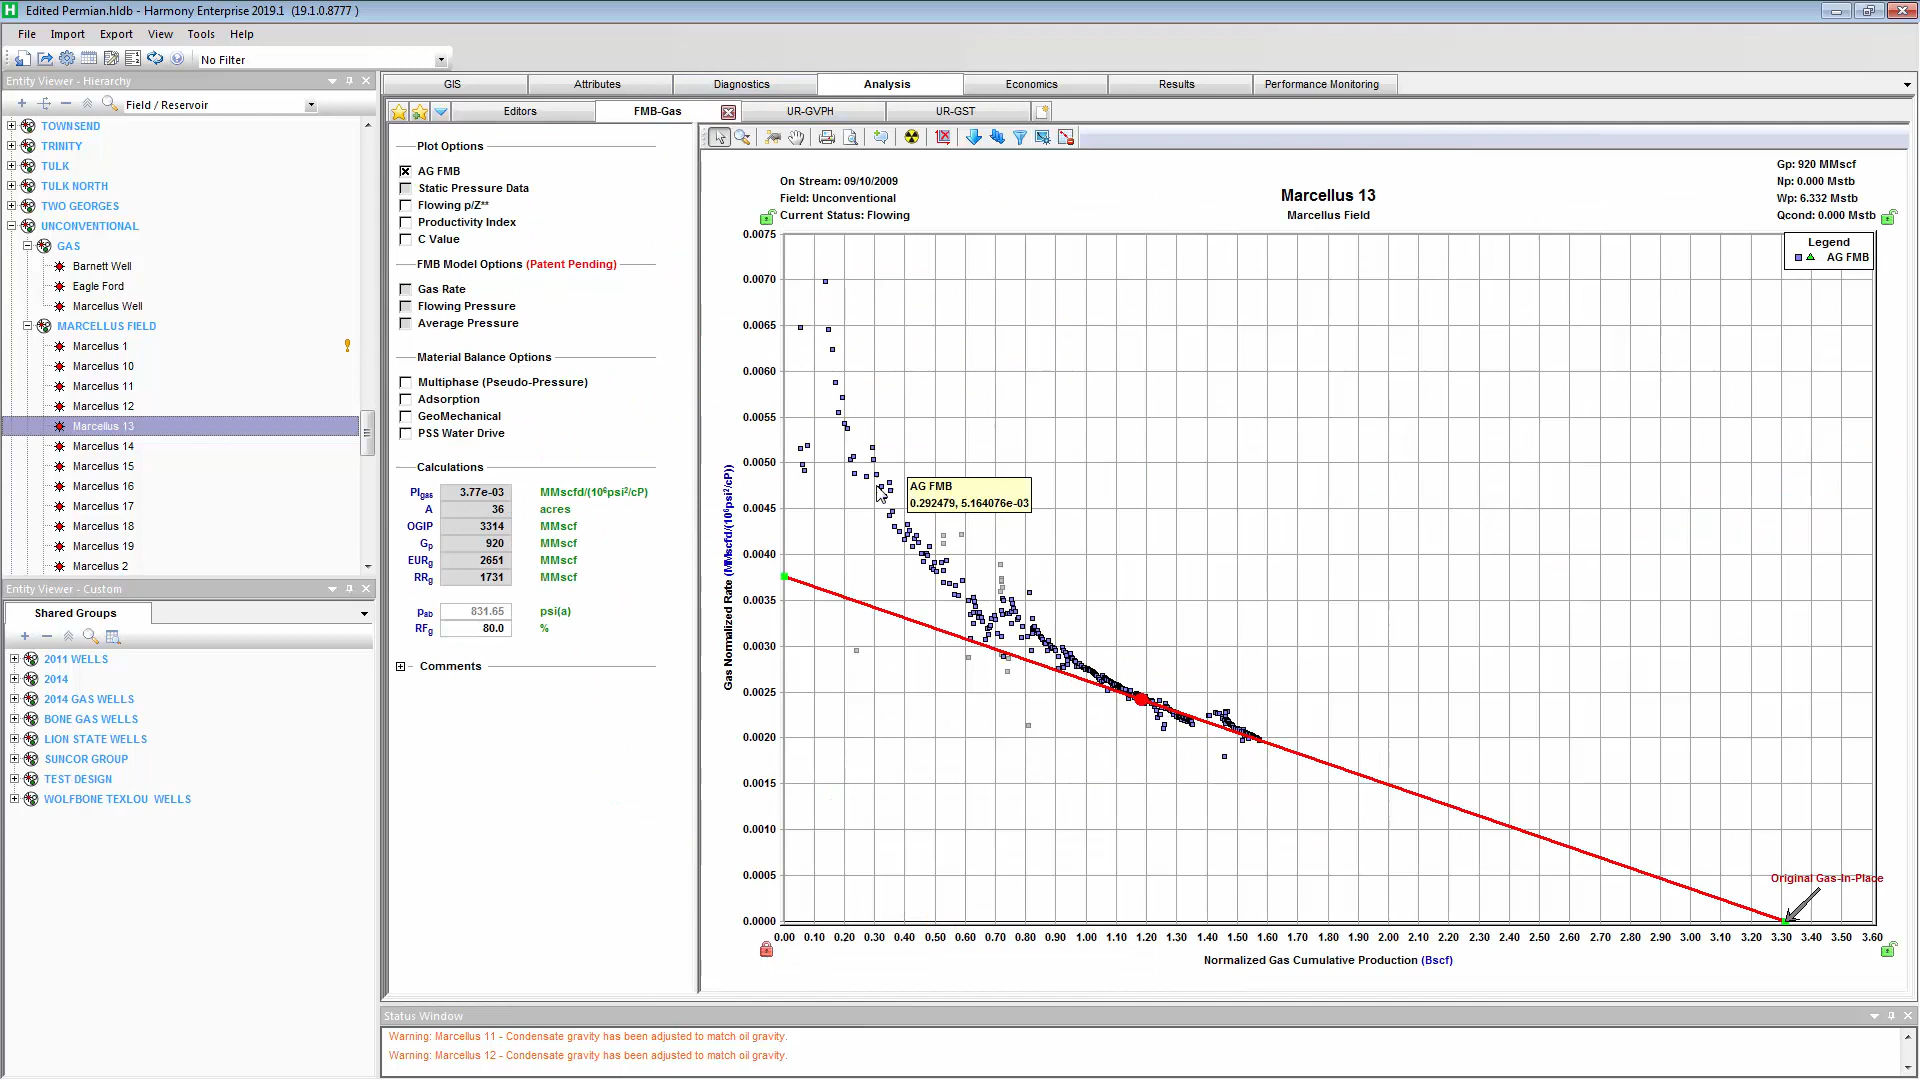 Edited Permian.hldb - Harmony Enterprise 2019.1 (19.1.0.8777 )
File Import Export View Tools Help
No Filter
Entity Viewer - Hierarchy
Field / Reservoir
TOWNSEND
TRINITY
TULK
TULK NORTH
TWO GEORGES
UNCONVENTIONAL
GAS
Barnett Well
Eagle Ford
Marcellus Well
MARCELLUS FIELD
Marcellus 1
Marcellus 10
Marcellus 11
Marcellus 12
Marcellus 13
Marcellus 14
Marcellus 15
Marcellus 16
Marcellus 17
Marcellus 18
Marcellus 19
Marcellus 2
Entity Viewer - Custom
Shared Groups
2011 WELLS
2014
2014 GAS WELLS
BONE GAS WELLS
LION STATE WELLS
SUNCOR GROUP
TEST DESIGN
WOLFBONE TEXLOU WELLS
GIS Attributes Diagnostics Analysis Economics Results Performance Monitoring
Editors FMB-Gas UR-GVPH UR-GST
Plot Options
AG FMB
Static Pressure Data
Flowing p/Z**
Productivity Index
C Value
FMB Model Options (Patent Pending)
Gas Rate
Flowing Pressure
Average Pressure
Material Balance Options
Multiphase (Pseudo-Pressure)
Adsorption
GeoMechanical
PSS Water Drive
Calculations
PIgas 3.77e-03 MMscfd/(10⁶psi²/cP)
A 36 acres
OGIP 3314 MMscf
Gp 920 MMscf
EURg 2651 MMscf
RRg 1731 MMscf
pab 831.65 psi(a)
RFg 80.0 %
Comments
On Stream: 09/10/2009
Field: Unconventional
Current Status: Flowing
Marcellus 13
Marcellus Field
Gp: 920 MMscf
Np: 0.000 Mstb
Wp: 6.332 Mstb
Qcond: 0.000 Mstb
Legend
AG FMB
0.0075
0.0070
0.0065
0.0060
0.0055
0.0050
0.0045
0.0040
0.0035
0.0030
0.0025
0.0020
0.0015
0.0010
0.0005
0.0000
Gas Normalized Rate (MMscfd/(10⁶psi²/cP))
AG FMB
0.292479, 5.164076e-03
Original Gas-In-Place
0.00 0.10 0.20 0.30 0.40 0.50 0.60 0.70 0.80 0.90 1.00 1.10 1.20 1.30 1.40 1.50 1.60 1.70 1.80 1.90 2.00 2.10 2.20 2.30 2.40 2.50 2.60 2.70 2.80 2.90 3.00 3.10 3.20 3.30 3.40 3.50 3.60
Normalized Gas Cumulative Production (Bscf)
Status Window
Warning: Marcellus 11 - Condensate gravity has been adjusted to match oil gravity.
Warning: Marcellus 12 - Condensate gravity has been adjusted to match oil gravity.